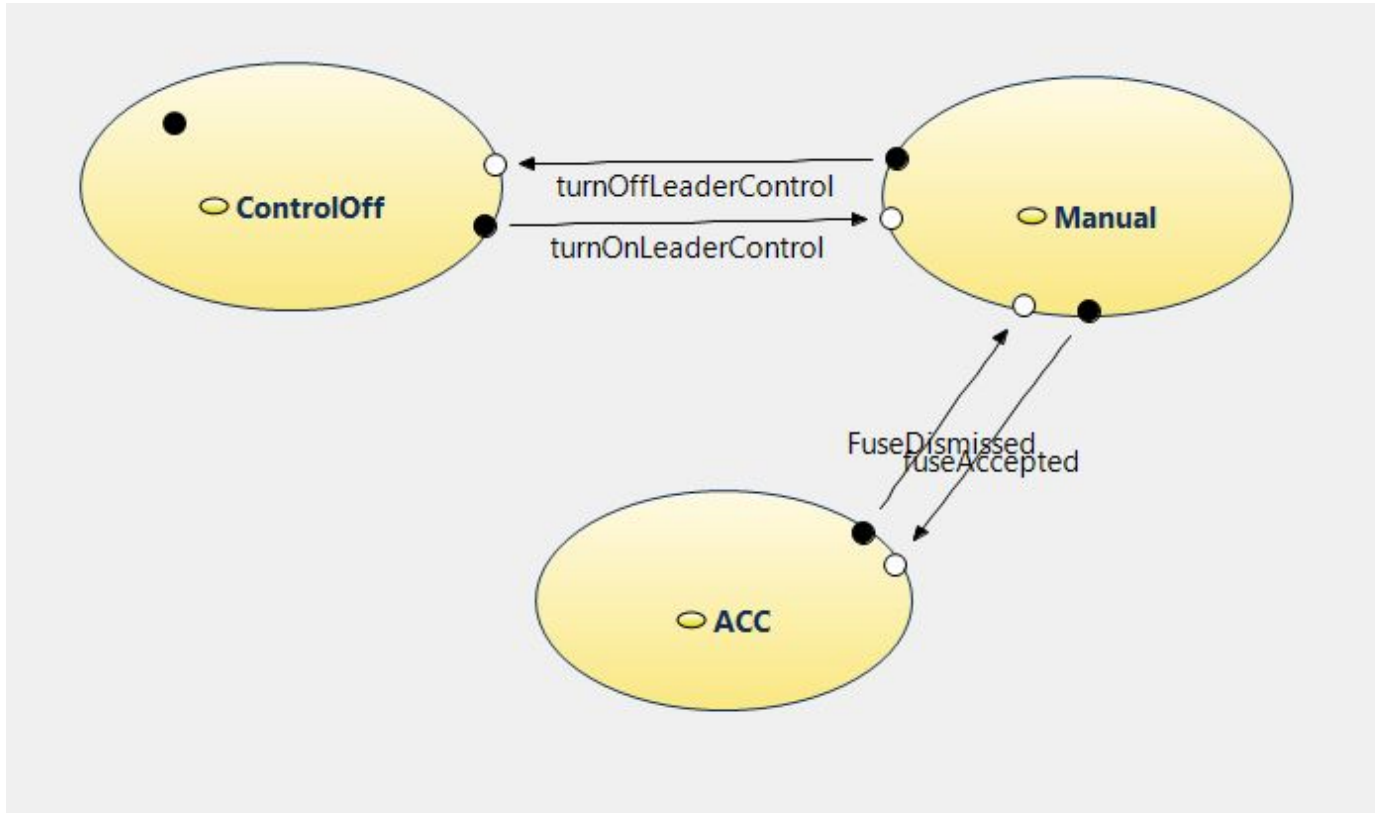 turnOffLeaderControl
ControlOff
Manual
turnOnLeaderControl
FuseDismissed
fuseAccepted
ACC